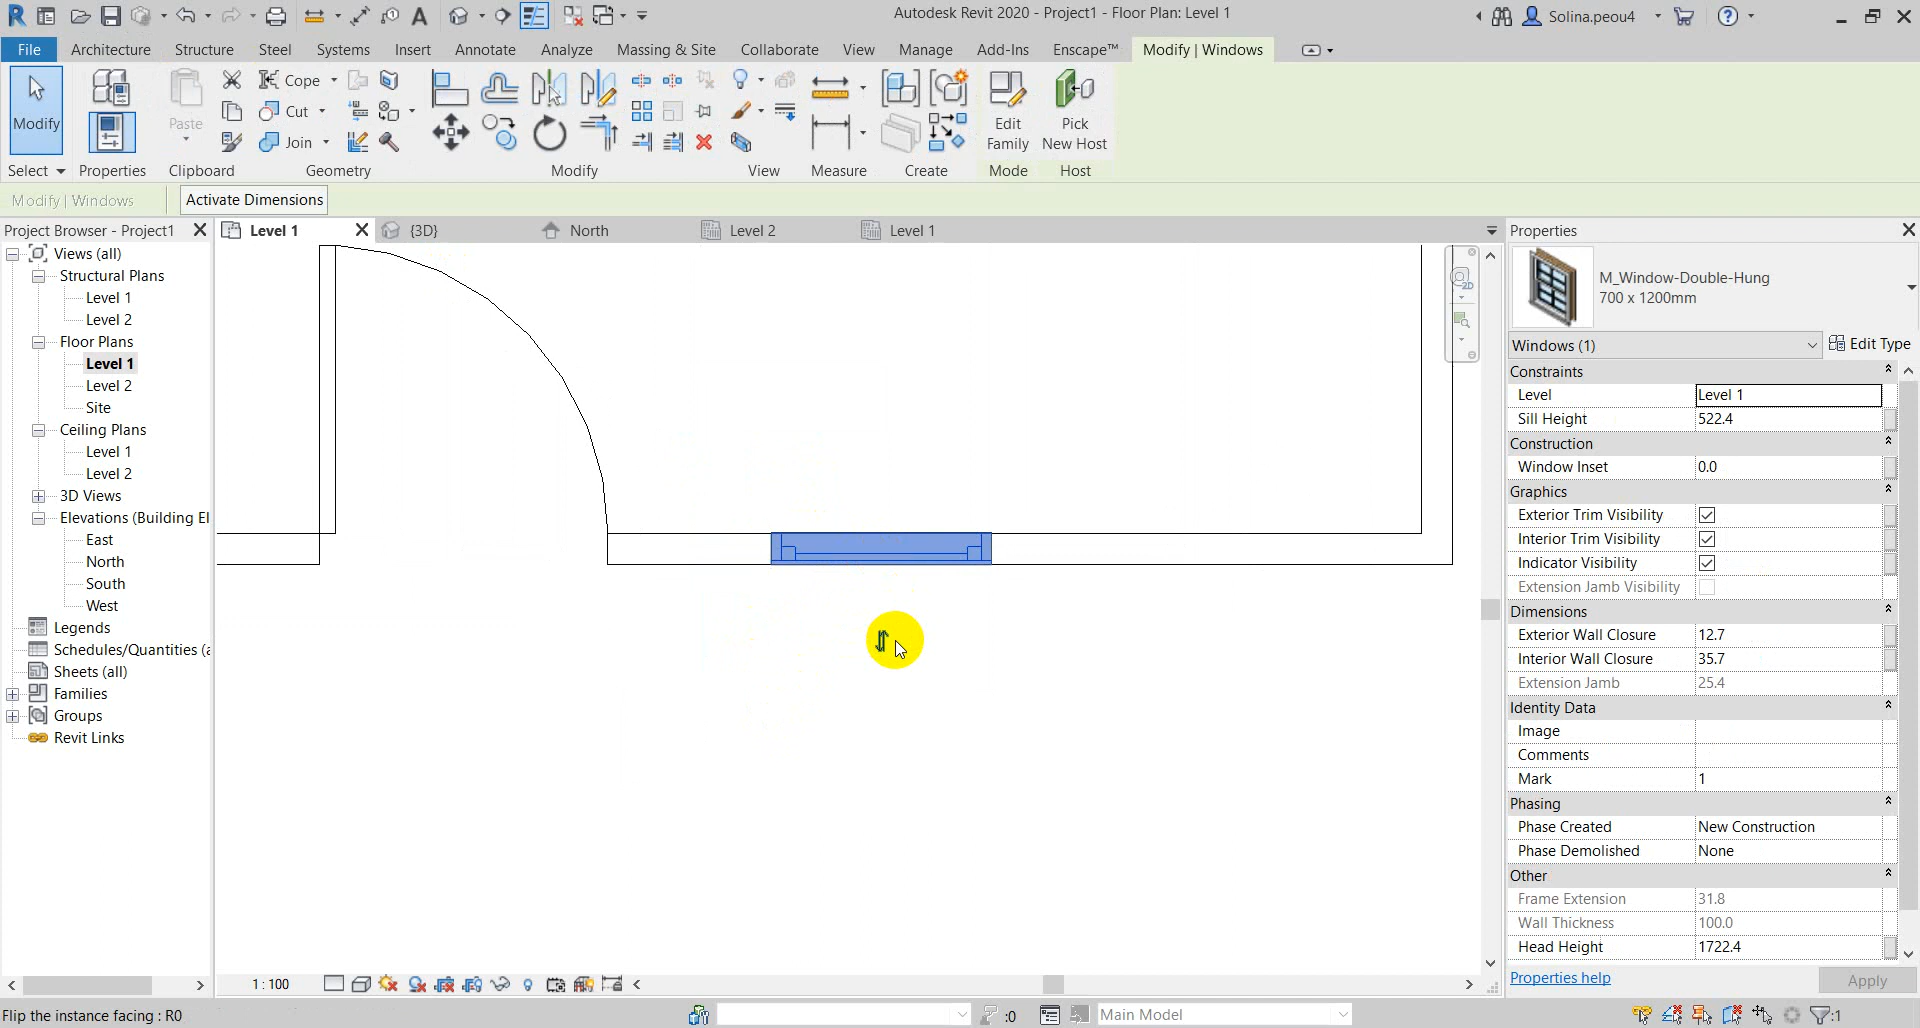 Autodesk Revit 2020 - Project1 - Floor Plan: Level 1
Solina.peou4
File Architecture Structure Steel Systems Insert Annotate Analyze Massing & Site Collaborate View Manage Add-Ins Enscape™ Modify | Windows
Modify
Paste
Cope
Cut
Join
Edit Family
Pick New Host
Select Properties Clipboard Geometry Modify View Measure Create Mode Host
Modify | Windows Activate Dimensions
Project Browser - Project1
Views (all)
Structural Plans
Level 1
Level 2
Floor Plans
Level 1
Level 2
Site
Ceiling Plans
Level 1
Level 2
3D Views
Elevations (Building El
East
North
South
West
Legends
Schedules/Quantities (a
Sheets (all)
Families
Groups
Revit Links
Level 1 {3D} North Level 2 Level 1
2D
Properties
M_Window-Double-Hung
700 x 1200mm
Windows (1) Edit Type
Constraints
Level Level 1
Sill Height 522.4
Construction
Window Inset 0.0
Graphics
Exterior Trim Visibility
Interior Trim Visibility
Indicator Visibility
Extension Jamb Visibility
Dimensions
Exterior Wall Closure 12.7
Interior Wall Closure 35.7
Extension Jamb 25.4
Identity Data
Image
Comments
Mark 1
Phasing
Phase Created New Construction
Phase Demolished None
Other
Frame Extension 31.8
Wall Thickness 100.0
Head Height 1722.4
Properties help Apply
1 : 100
Flip the instance facing : R0 :0 Main Model :1